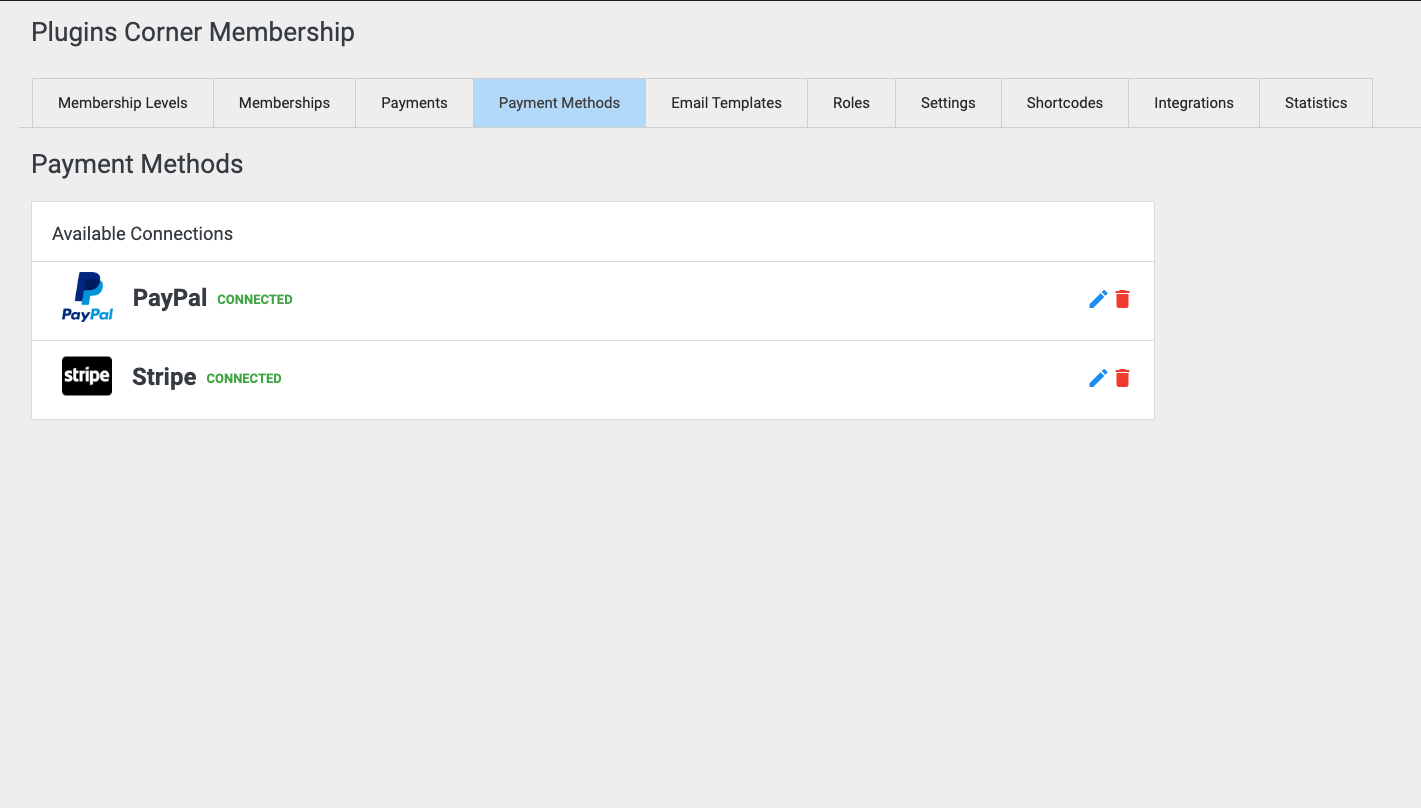 Plugins Corner Membership
Membership Levels Memberships Payments Payment Methods Email Templates Roles Settings Shortcodes Integrations Statistics
Payment Methods
Available Connections
PayPal PayPal CONNECTED
stripe Stripe CONNECTED